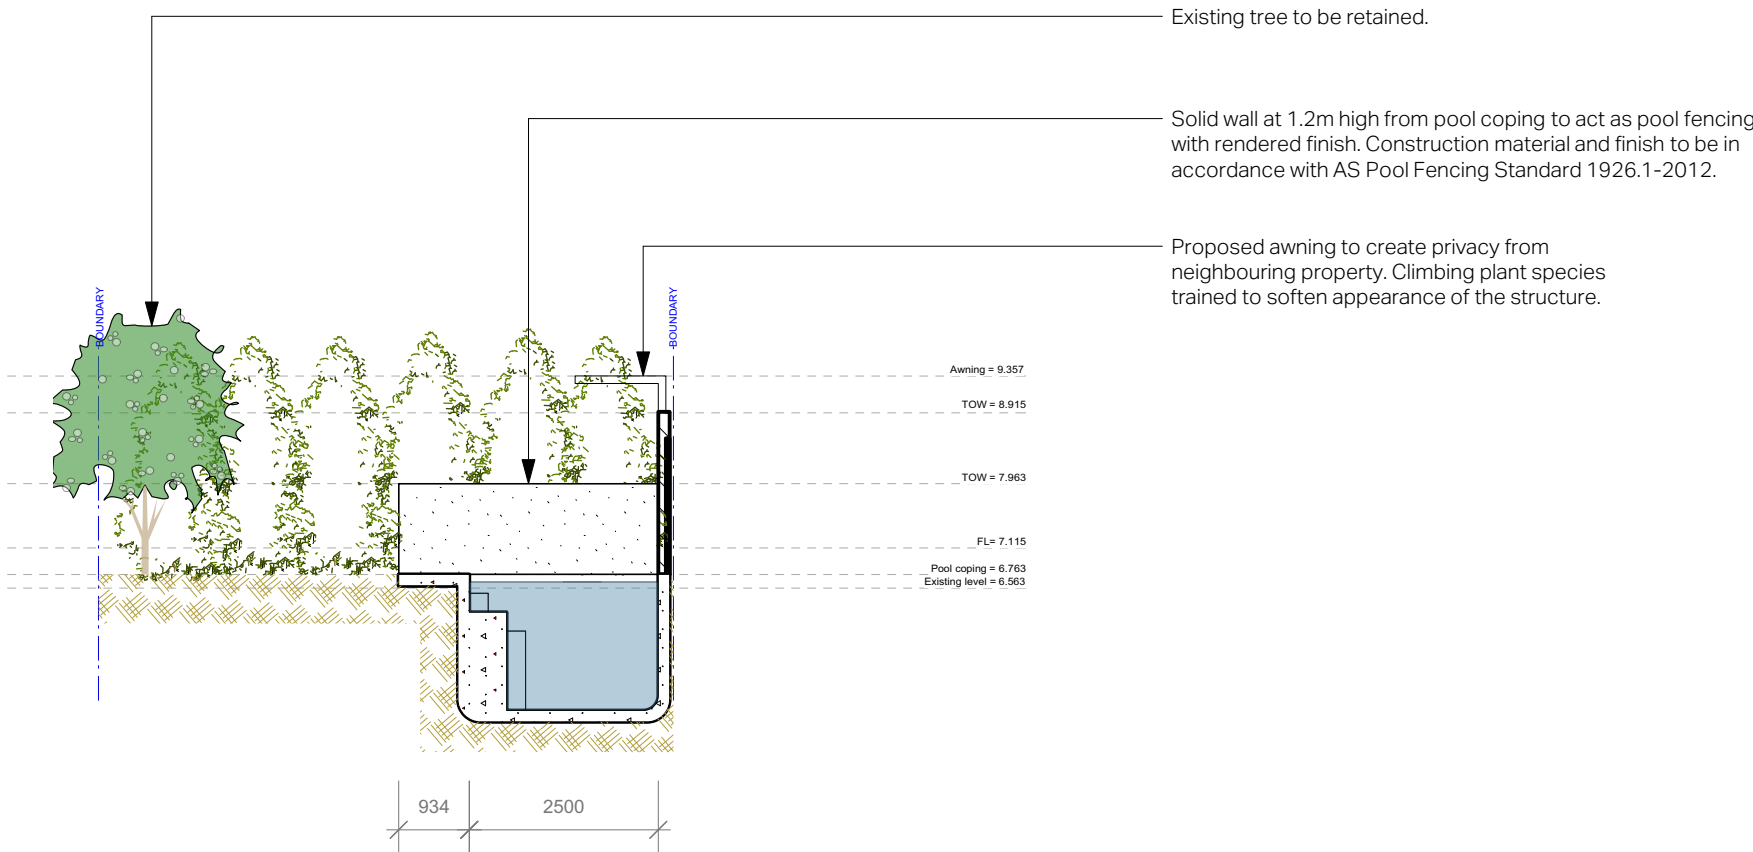 Existing tree to be retained.
Solid wall at 1.2m high from pool coping to act as pool fencing
with rendered finish. Construction material and finish to be in
accordance with AS Pool Fencing Standard 1926.1-2012.
Proposed awning to create privacy from
neighbouring property. Climbing plant species
trained to soften appearance of the structure.
BOUNDARY
BOUNDARY
Awning = 9.357
TOW = 8.915
TOW = 7.963
FL= 7.115
Pool coping = 6.763
Existing level = 6.563
934
2500